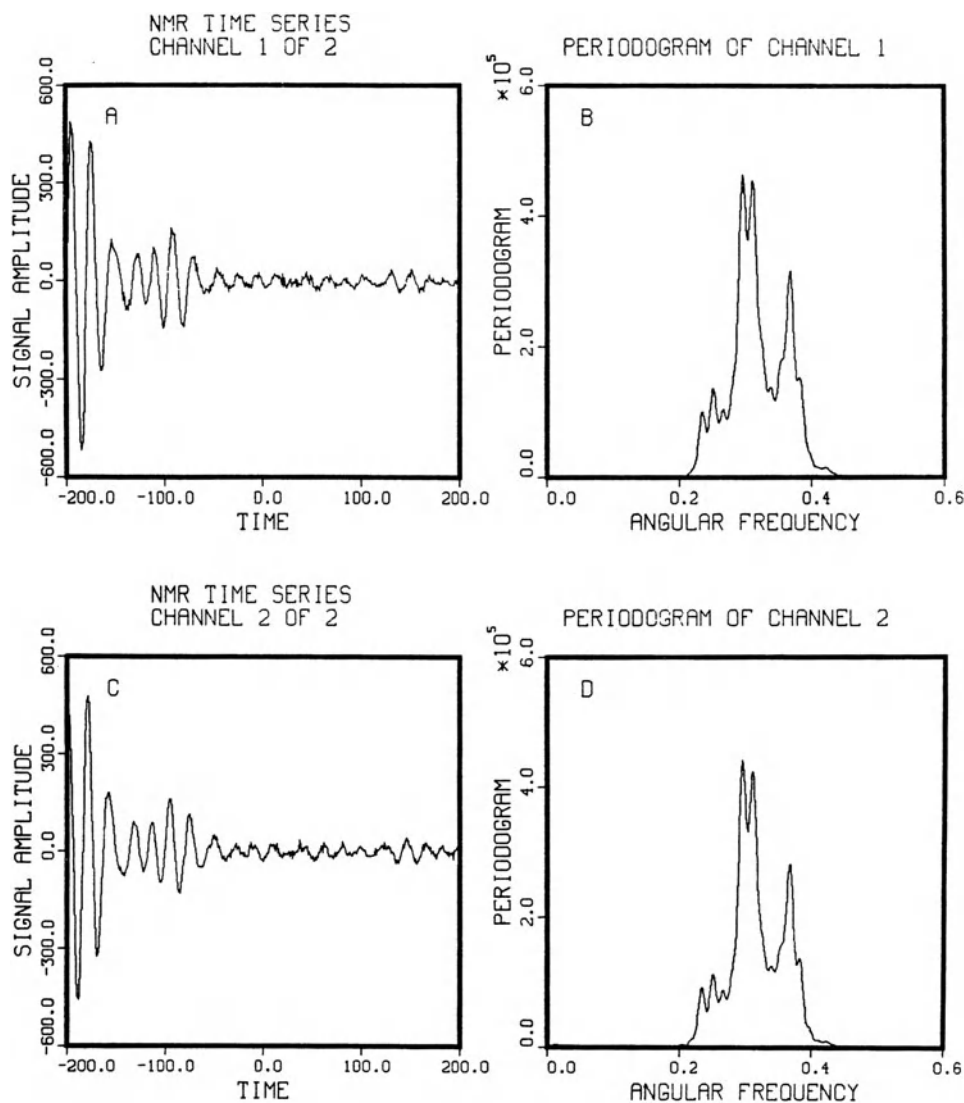 NMR TIME SERIES
CHANNEL 1 OF 2
A
SIGNAL AMPLITUDE
600.0
300.0
0.0
-300.0
-600.0
-200.0 -100.0 0.0 100.0 200.0
TIME
PERIODOGRAM OF CHANNEL 1
B
PERIODOGRAM
*10⁵
6.0
4.0
2.0
0.0
0.0 0.2 0.4 0.6
ANGULAR FREQUENCY
NMR TIME SERIES
CHANNEL 2 OF 2
C
SIGNAL AMPLITUDE
600.0
300.0
0.0
-300.0
-600.0
-200.0 -100.0 0.0 100.0 200.0
TIME
PERIODOGRAM OF CHANNEL 2
D
PERIODOGRAM
*10⁵
6.0
4.0
2.0
0.0
0.0 0.2 0.4 0.6
ANGULAR FREQUENCY